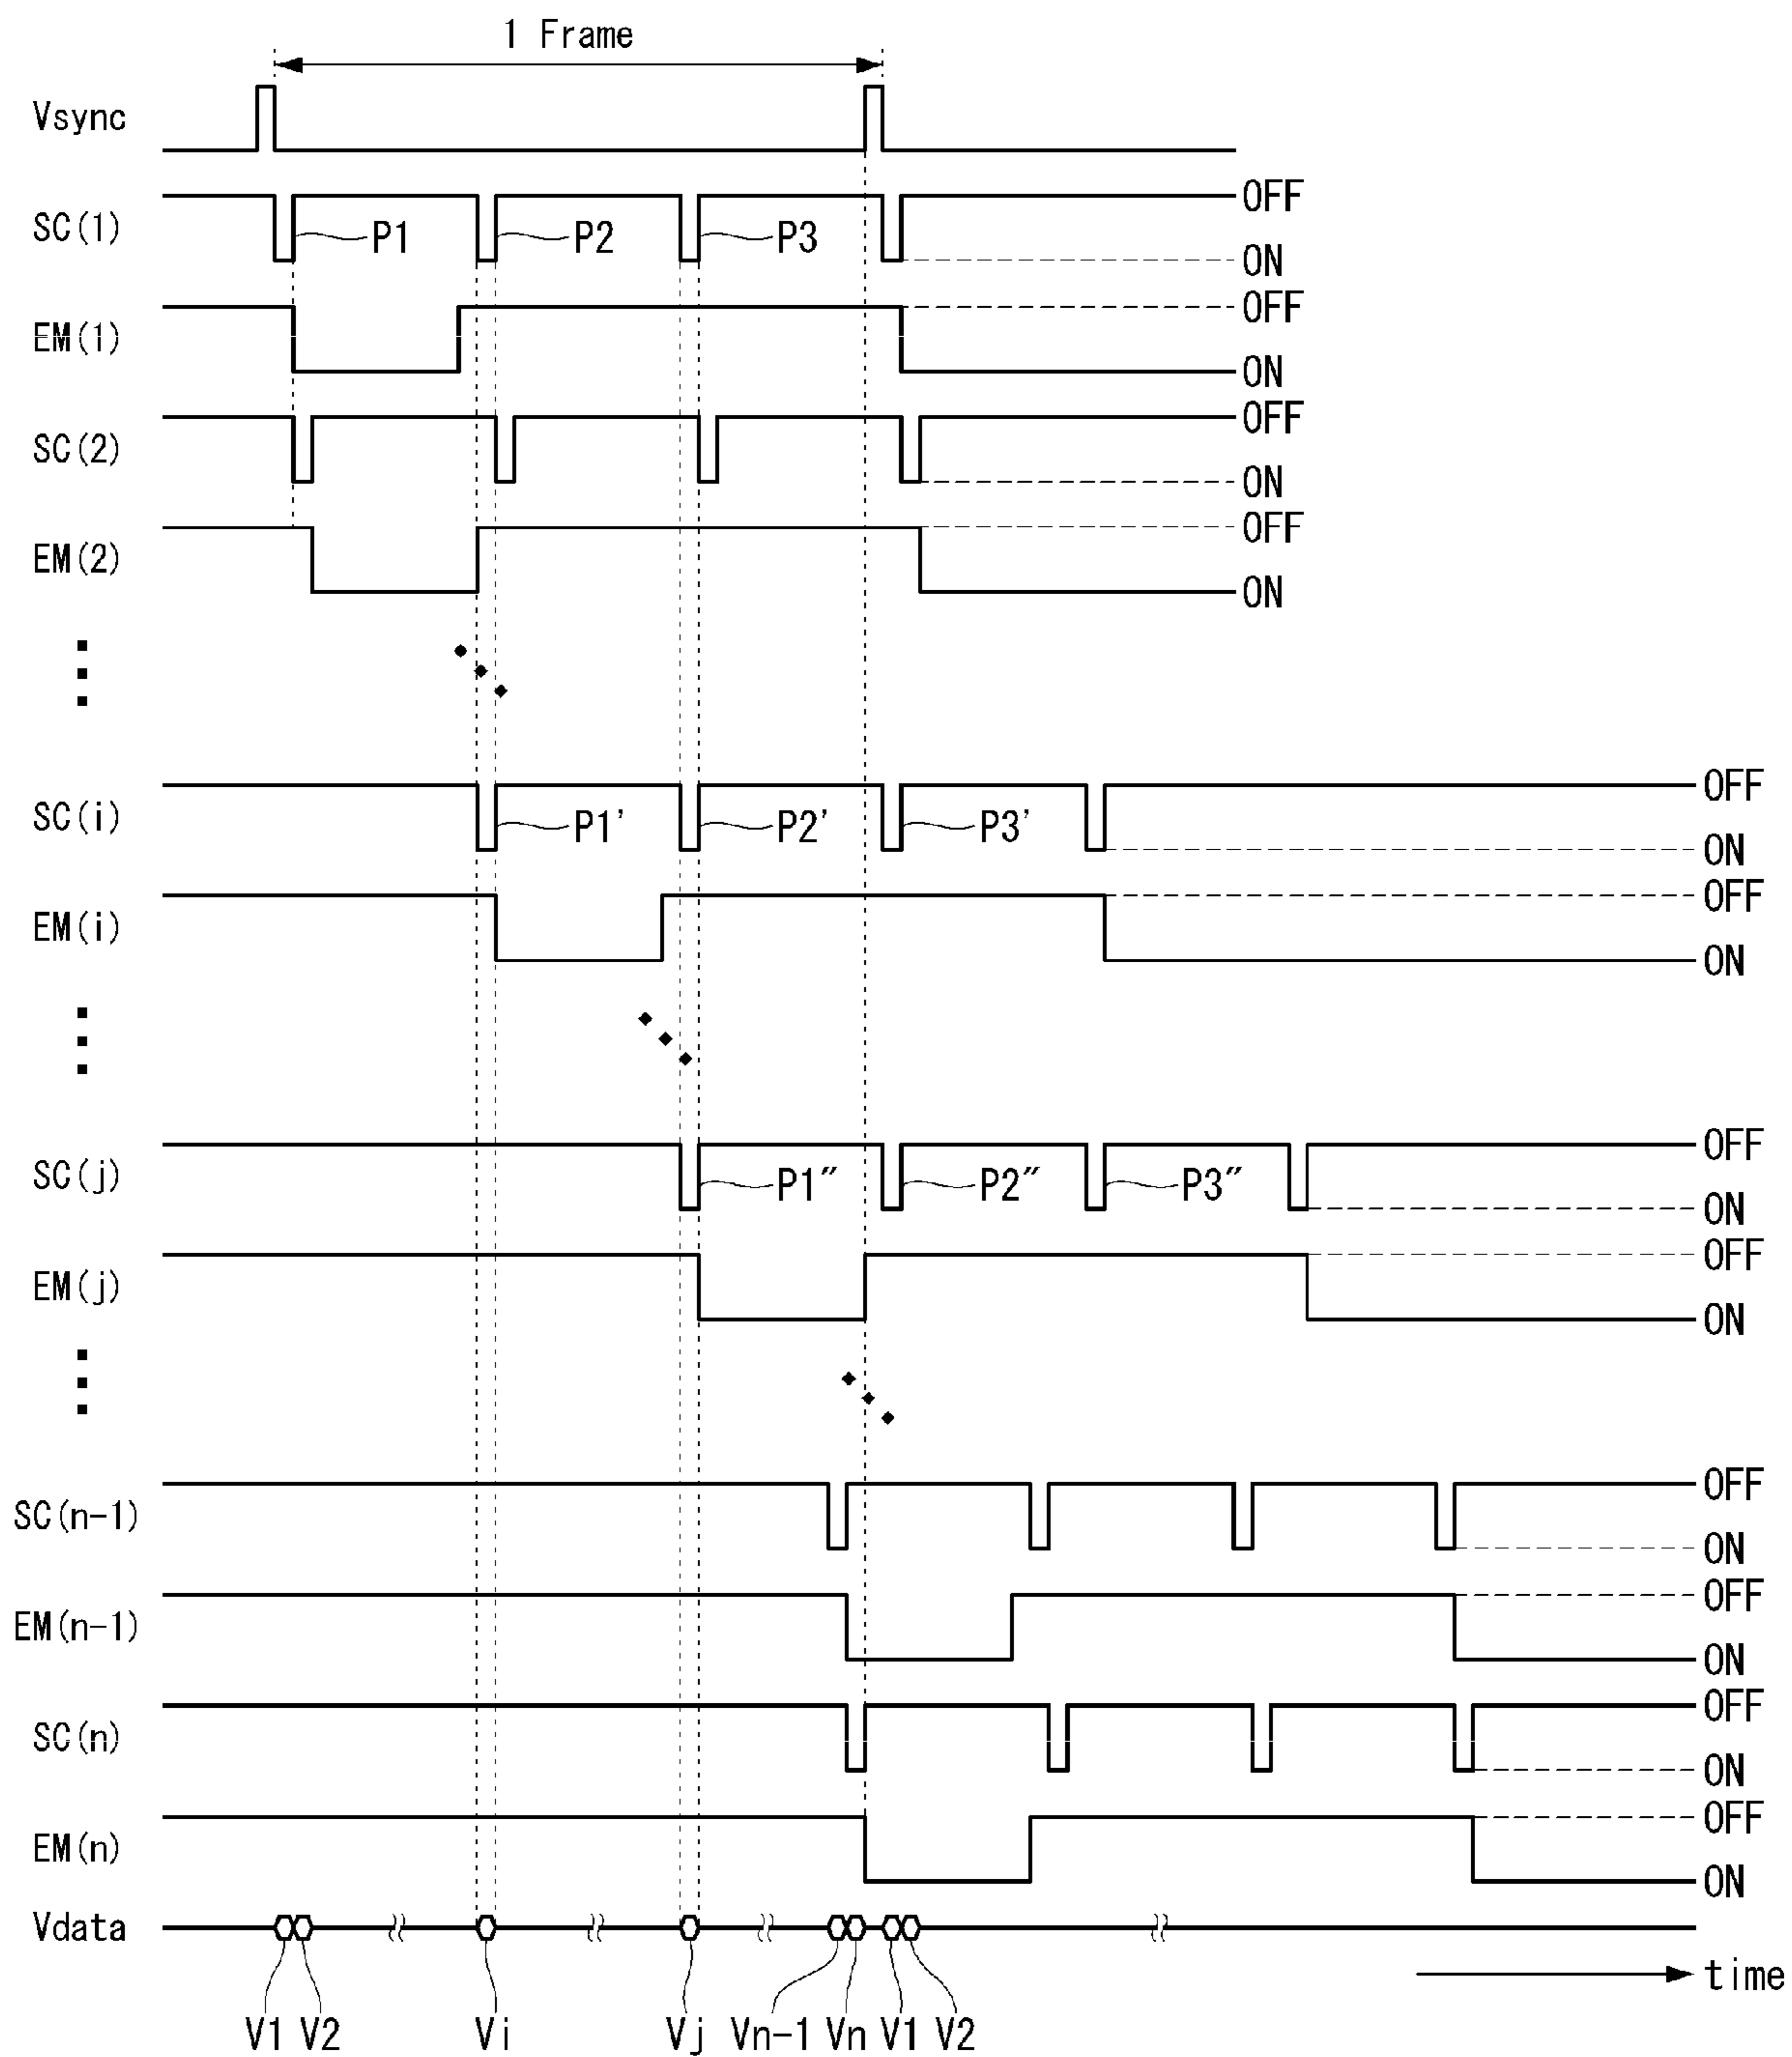 1 Frame
Vsync
SC(1) P1 P2 P3 OFF ON
EM(1) OFF ON
SC(2) OFF ON
EM(2) OFF ON
SC(i) P1' P2' P3' OFF ON
EM(i) OFF ON
SC(j) P1" P2" P3" OFF ON
EM(j) OFF ON
SC(n-1) OFF ON
EM(n-1) OFF ON
SC(n) OFF ON
EM(n) OFF ON
Vdata
time
V1 V2 Vi Vj Vn-1 Vn V1 V2